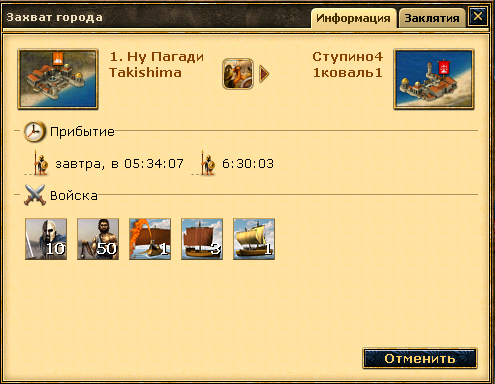 Захват города
Информация
Заклятия
1. Ну Пагади
Takishima
Ступино4
1коваль1
Прибытие
завтра, в 05:34:07
6:30:03
Войска
10
50
1
3
1
Отменить